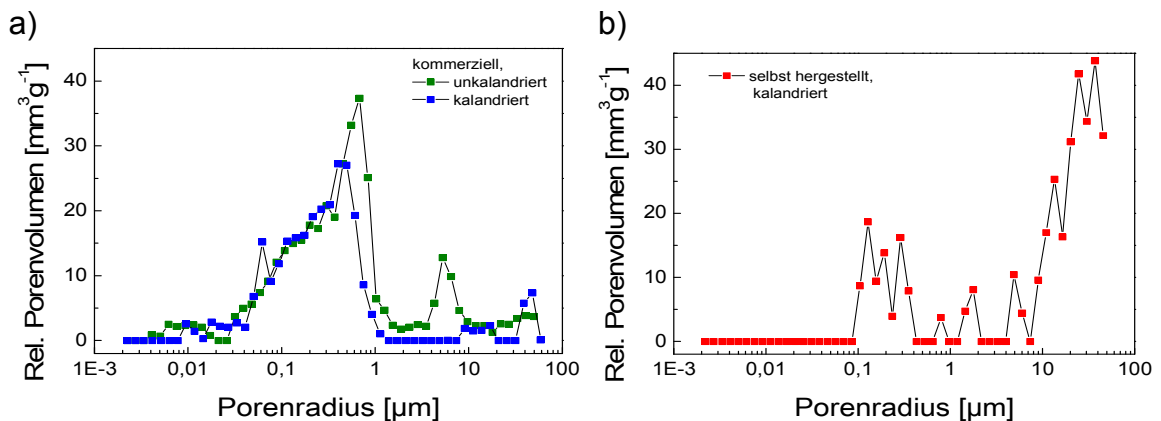 a)
kommerziell,
unkalandriert
kalandriert
Rel. Porenvolumen [mm³g⁻¹]
40
30
20
10
0
1E-3 0,01 0,1 1 10 100
Porenradius [µm]
b)
selbst hergestellt,
kalandriert
Rel. Porenvolumen [mm³g⁻¹]
40
30
20
10
0
1E-3 0,01 0,1 1 10 100
Porenradius [µm]